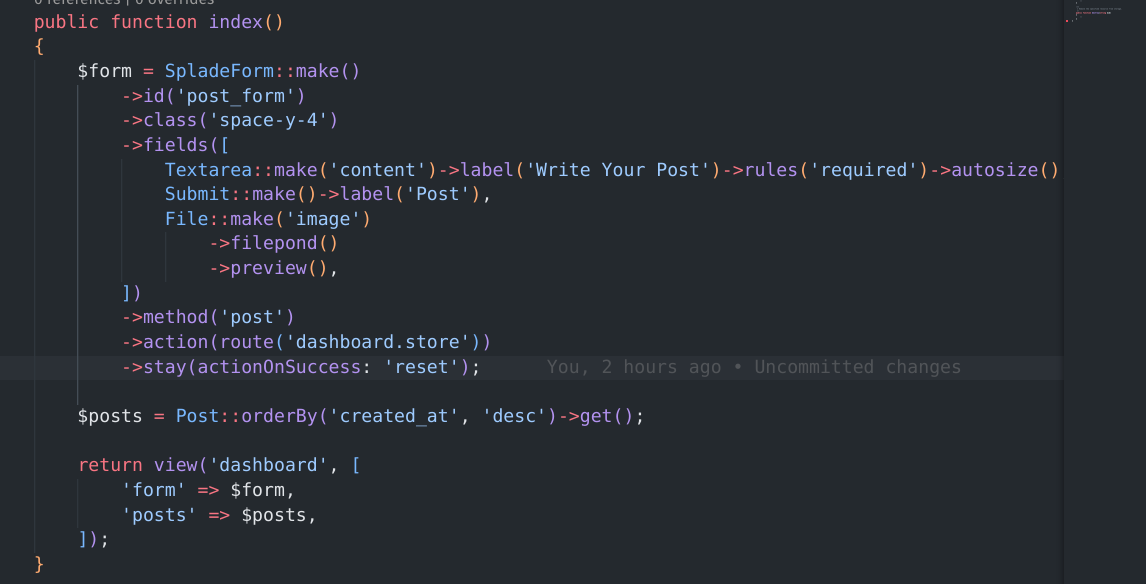 0 references | 0 overrides
public function index()
{
    $form = SpladeForm::make()
        ->id('post_form')
        ->class('space-y-4')
        ->fields([
            Textarea::make('content')->label('Write Your Post')->rules('required')->autosize()
            Submit::make()->label('Post'),
            File::make('image')
                ->filepond()
                ->preview(),
        ])
        ->method('post')
        ->action(route('dashboard.store'))
        ->stay(actionOnSuccess: 'reset');      You, 2 hours ago • Uncommitted changes

    $posts = Post::orderBy('created_at', 'desc')->get();

    return view('dashboard', [
        'form' => $form,
        'posts' => $posts,
    ]);
}